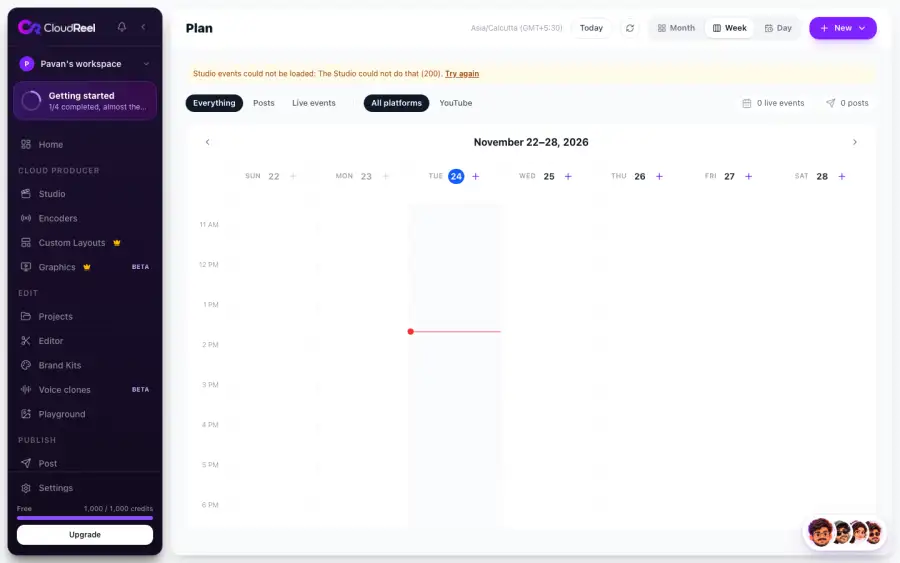 CloudReel
P Pavan's workspace
Getting started
1/4 completed, almost the...
Home
CLOUD PRODUCER
Studio
Encoders
Custom Layouts
Graphics BETA
EDIT
Projects
Editor
Brand Kits
Voice clones BETA
Playground
PUBLISH
Post
Settings
Free 1,000 / 1,000 credits
Upgrade
Plan
Asia/Calcutta (GMT+5:30) Today Month Week Day + New
Studio events could not be loaded: The Studio could not do that (200). Try again
Everything Posts Live events All platforms YouTube 0 live events 0 posts
November 22–28, 2026
SUN 22 + MON 23 + TUE 24 + WED 25 + THU 26 + FRI 27 + SAT 28 +
11 AM
12 PM
1 PM
2 PM
3 PM
4 PM
5 PM
6 PM